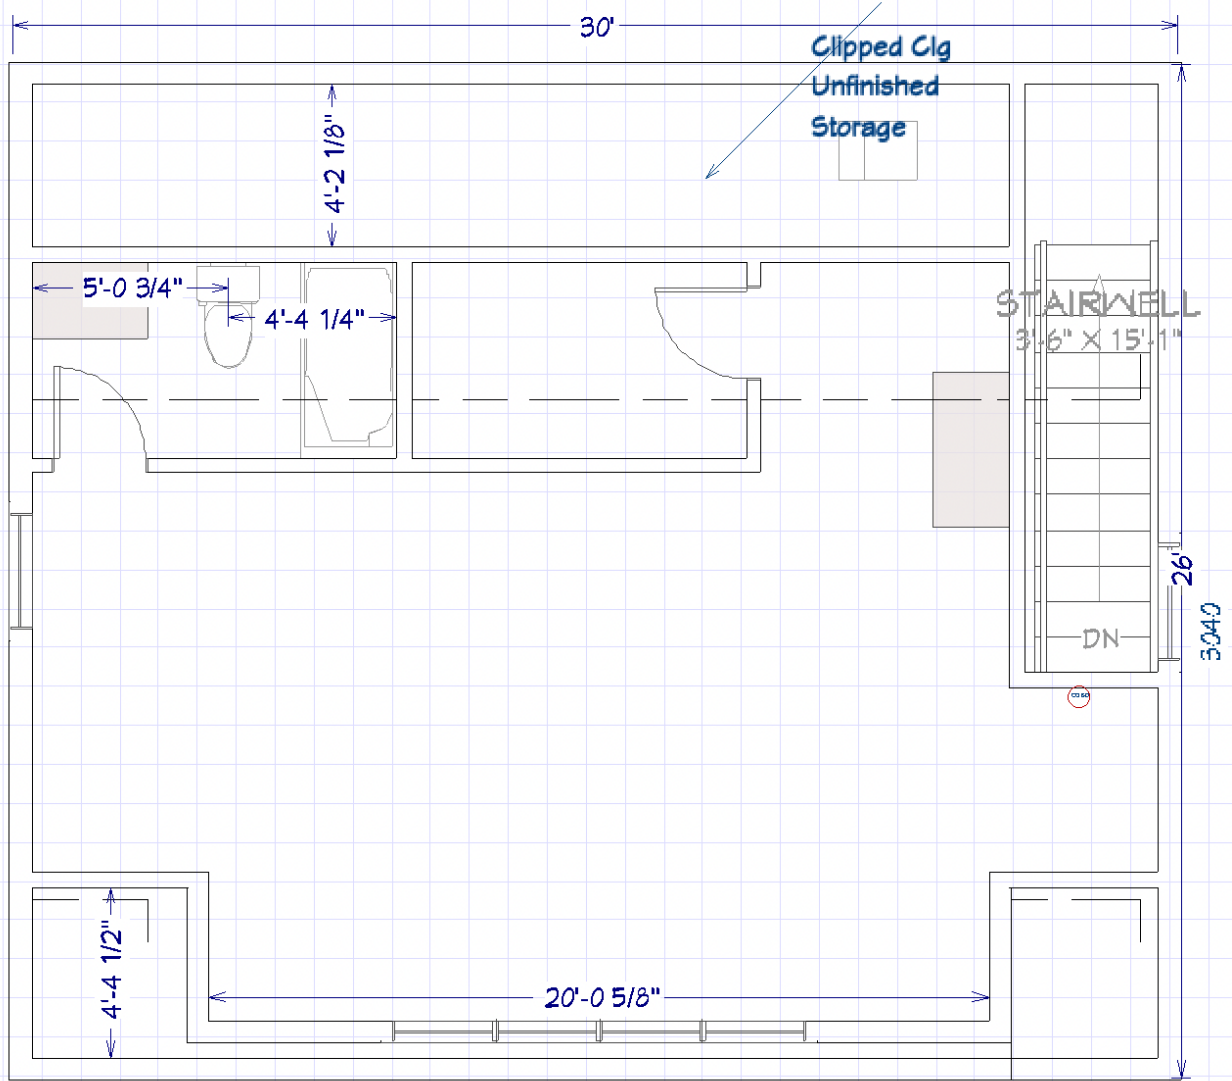 30'
Clipped Clg
Unfinished
Storage
4'-2 1/8"
5'-0 3/4"
4'-4 1/4"
STAIRWELL
3'-6" X 15'-1"
26'
3040
DN
4'-4 1/2"
20'-0 5/8"